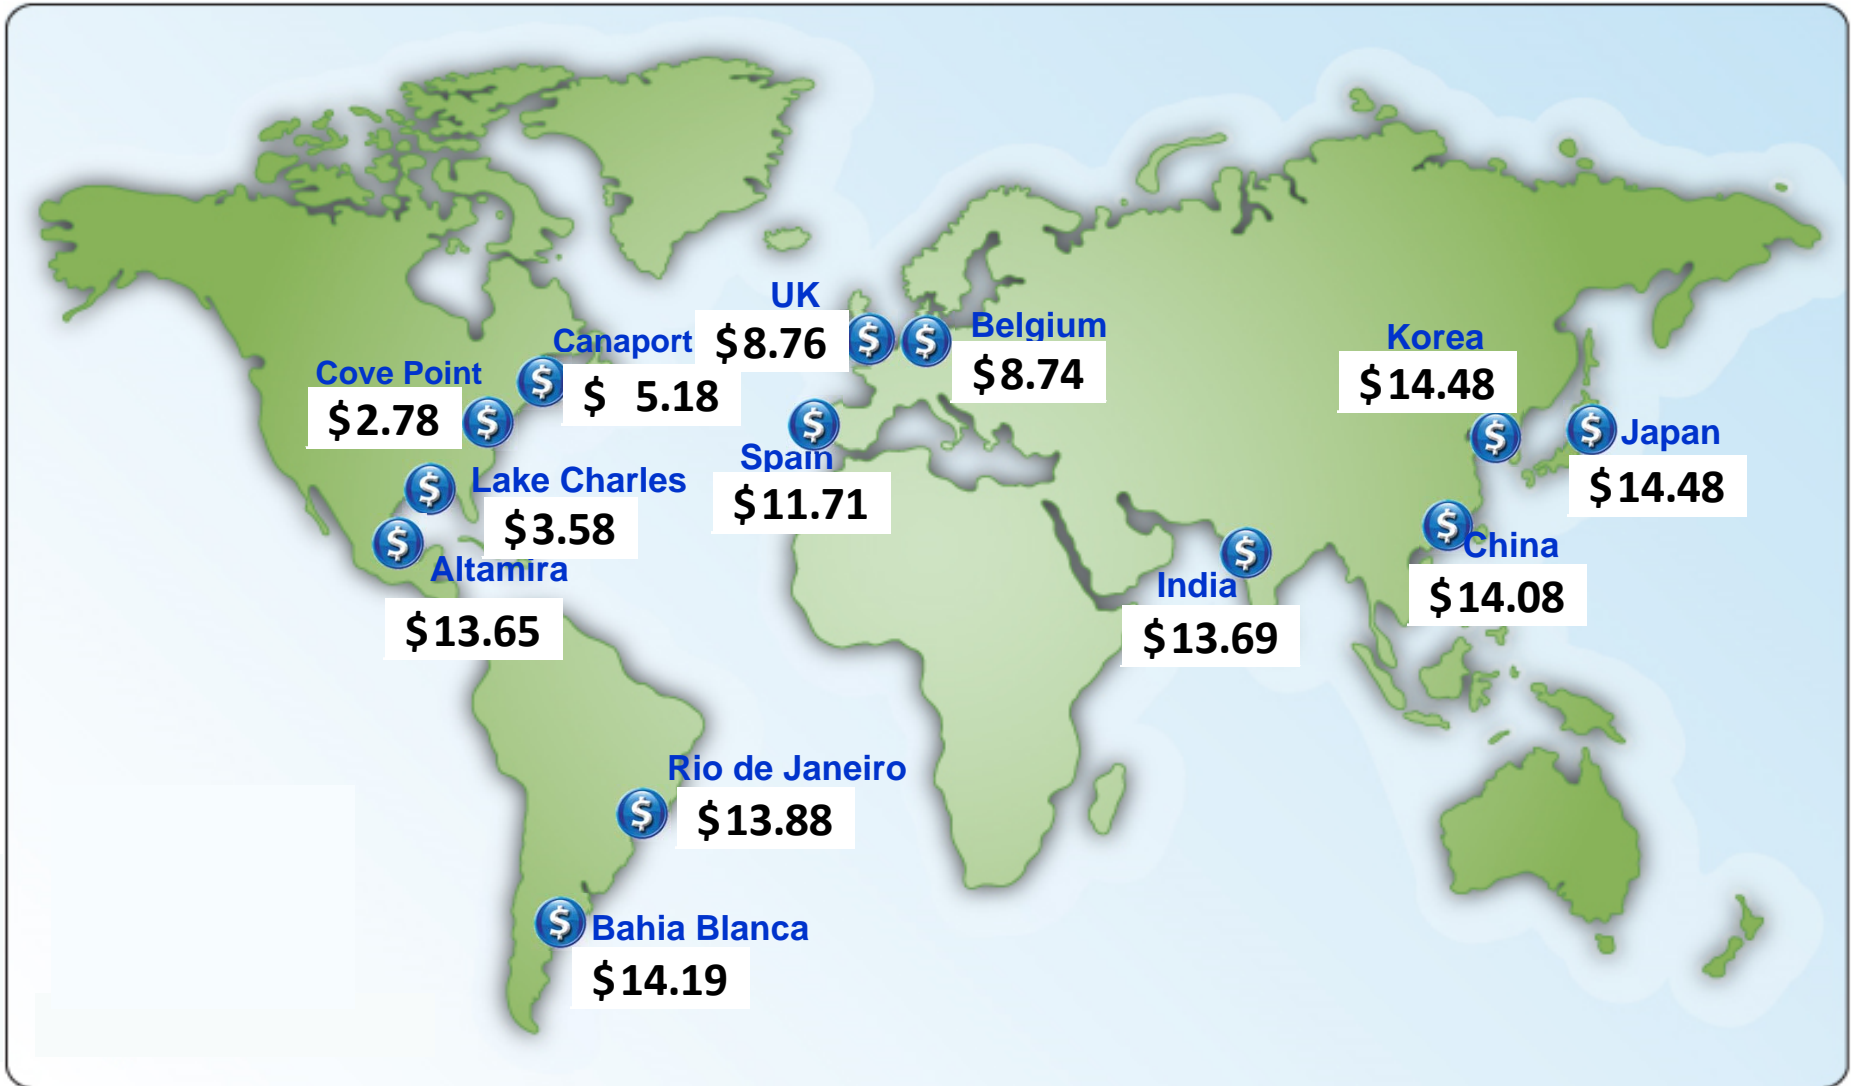 UK
$8.76
Belgium
$8.74
Canaport
$ 5.18
Cove Point
$2.78
Korea
$14.48
Japan
$14.48
Spain
$11.71
Lake Charles
$3.58
Altamira
$13.65
China
$14.08
India
$13.69
Rio de Janeiro
$13.88
Bahia Blanca
$14.19